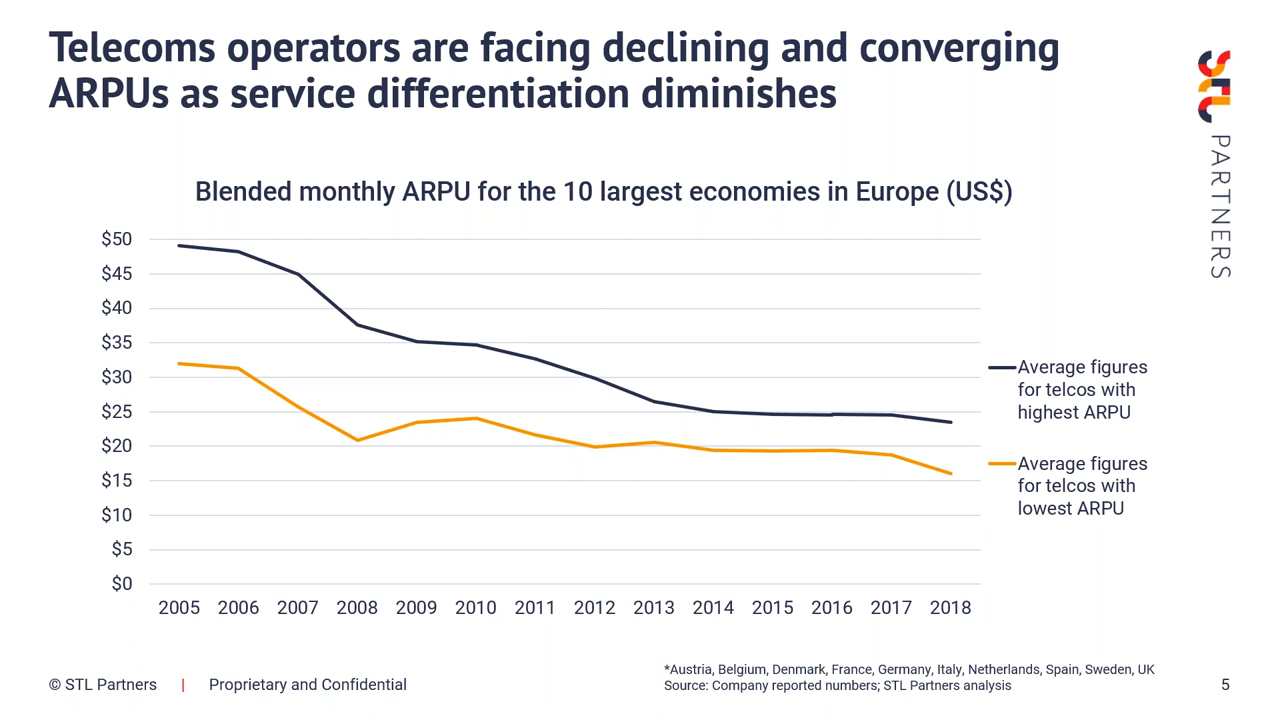 Telecoms operators are facing declining and converging
ARPUs as service differentiation diminishes
STL
PARTNERS
Blended monthly ARPU for the 10 largest economies in Europe (US$)
$50
$45
$40
$35
$30
$25
$20
$15
$10
$5
$0
2005 2006 2007 2008 2009 2010 2011 2012 2013 2014 2015 2016 2017 2018
Average figures
for telcos with
highest ARPU
Average figures
for telcos with
lowest ARPU
*Austria, Belgium, Denmark, France, Germany, Italy, Netherlands, Spain, Sweden, UK
Source: Company reported numbers; STL Partners analysis
© STL Partners | Proprietary and Confidential
5